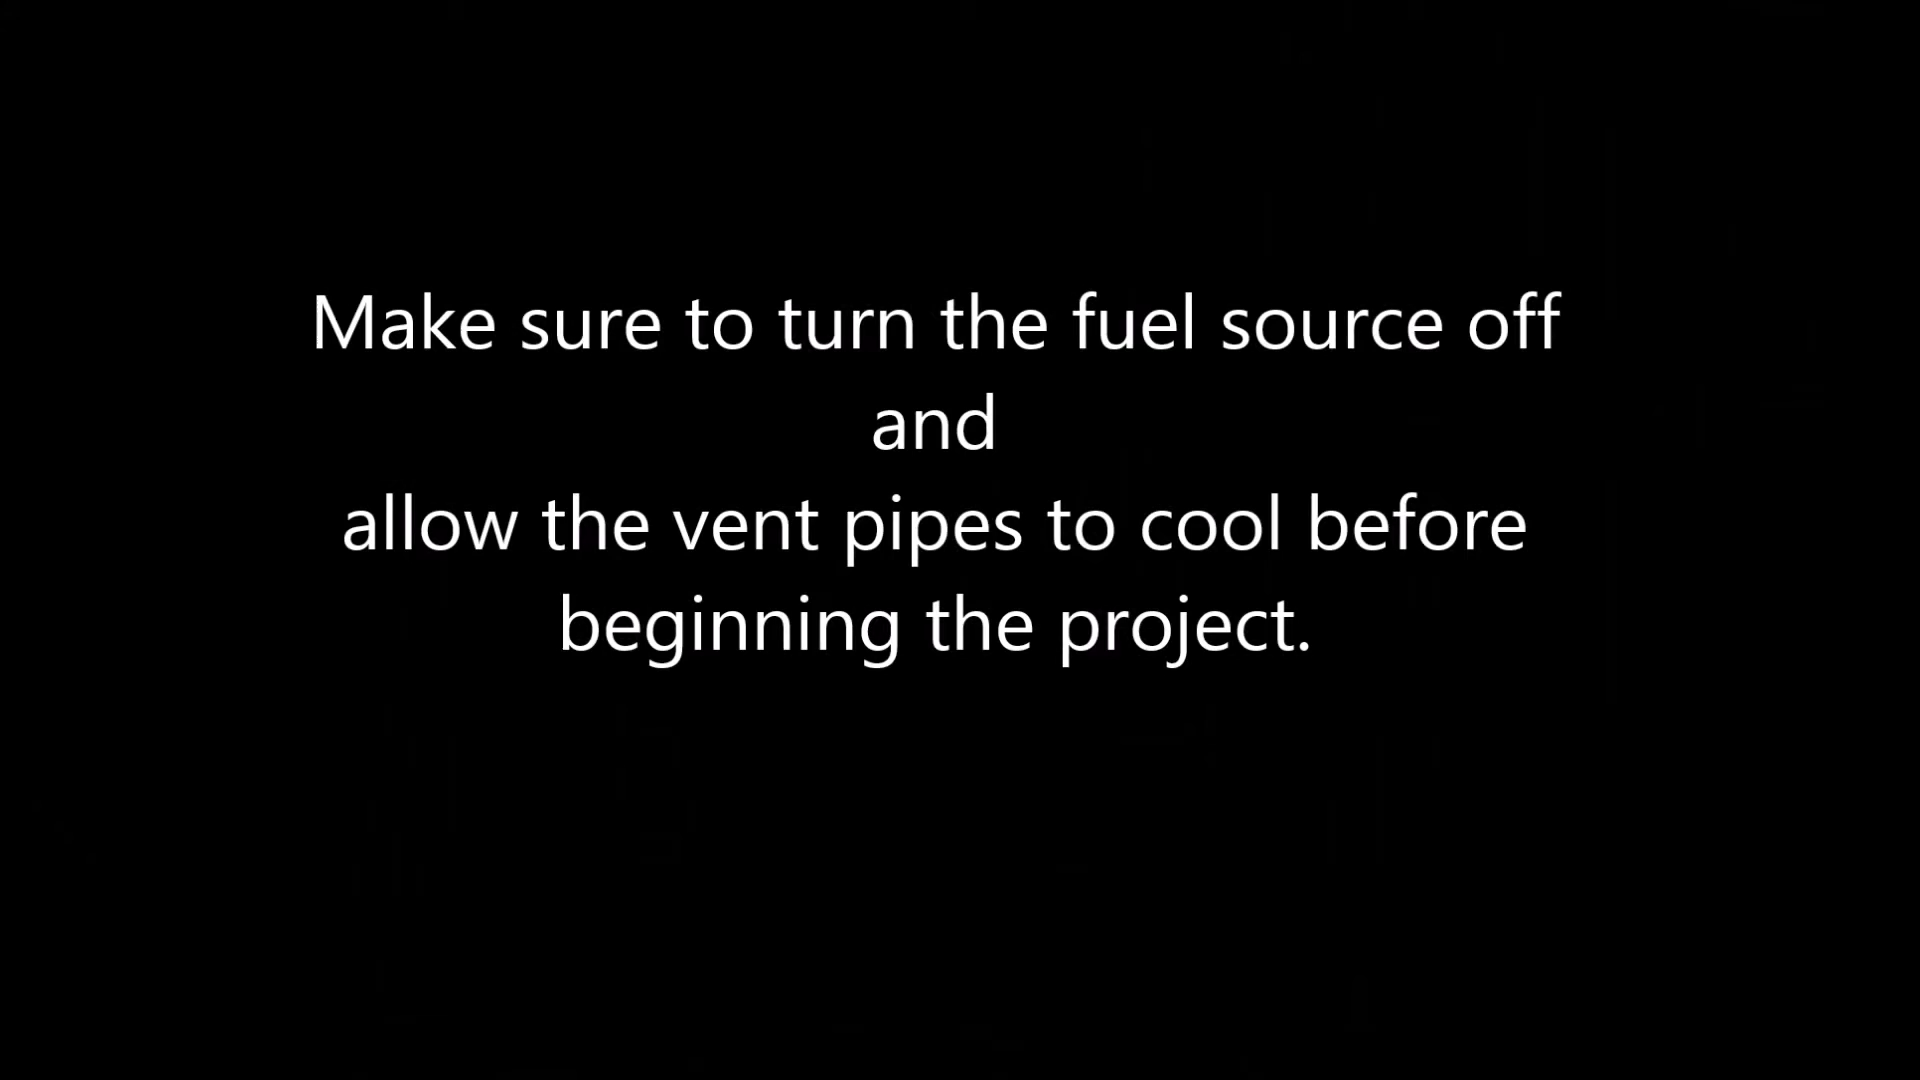 Make sure to turn the fuel source off
and
allow the vent pipes to cool before
beginning the project.